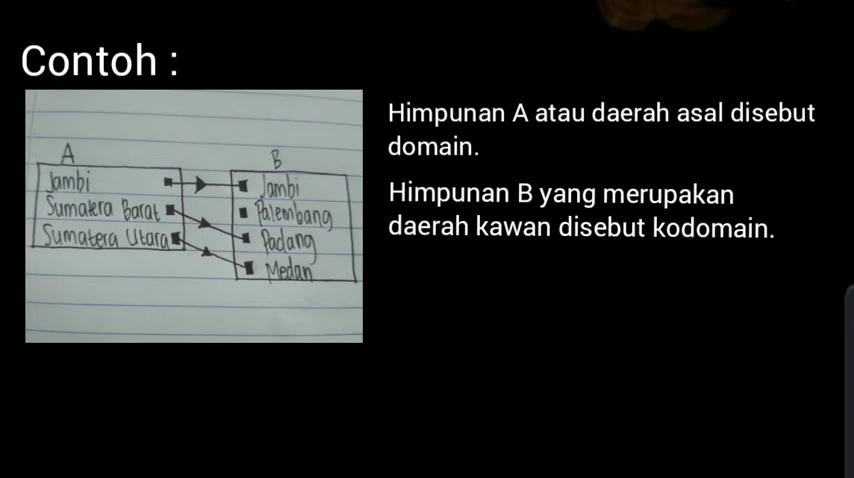 Contoh :
A
Jambi
Sumatera Barat
Sumatera Utara
B
Jambi
Palembang
Padang
Medan
Himpunan A atau daerah asal disebut
domain.
Himpunan B yang merupakan
daerah kawan disebut kodomain.